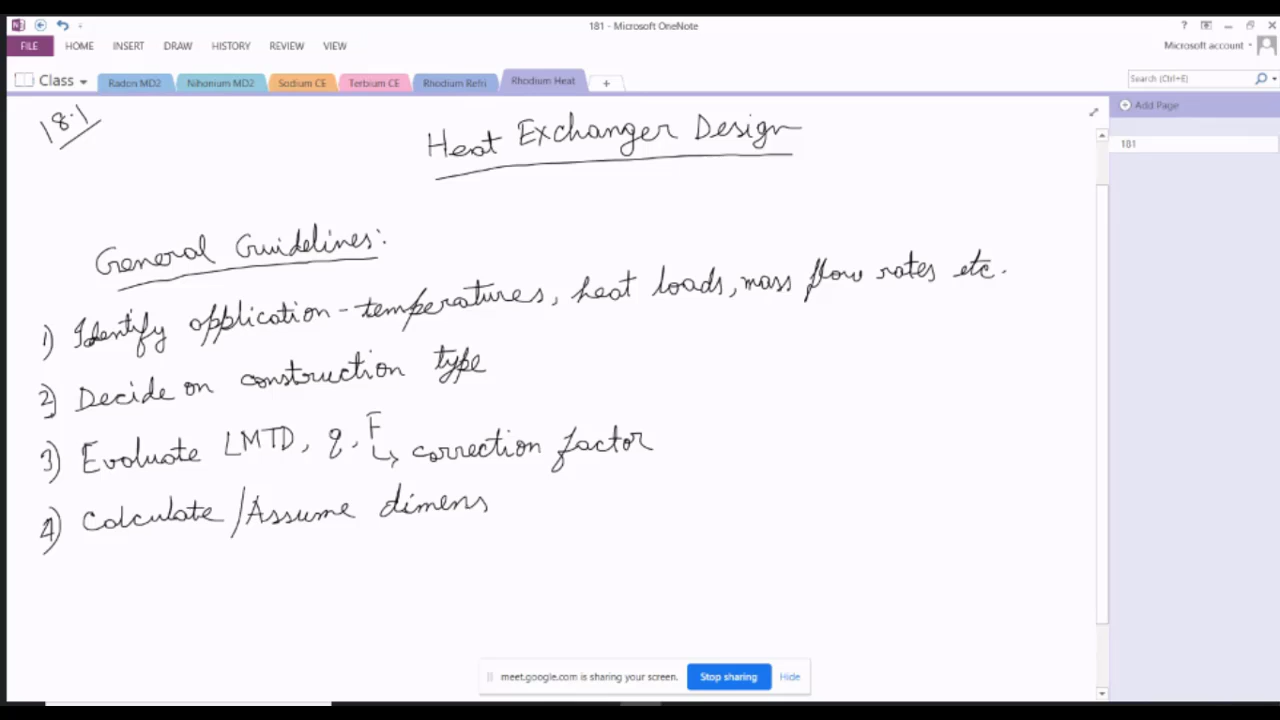 181 - Microsoft OneNote
?
FILE HOME INSERT DRAW HISTORY REVIEW VIEW
Microsoft account
Class Radon MD2 Nihonium MD2 Sodium CE Terbium CE Rhodium Refri Rhodium Heat +
Search (Ctrl+E)
Add Page
181
18.1
Heat Exchanger Design
General Guidelines:
1) Identify application - temperatures, heat loads, mass flow rates etc.
2) Decide on construction type
3) Evaluate LMTD, q, F
↳ correction factor
4) Calculate/Assume dimens
meet.google.com is sharing your screen. Stop sharing Hide